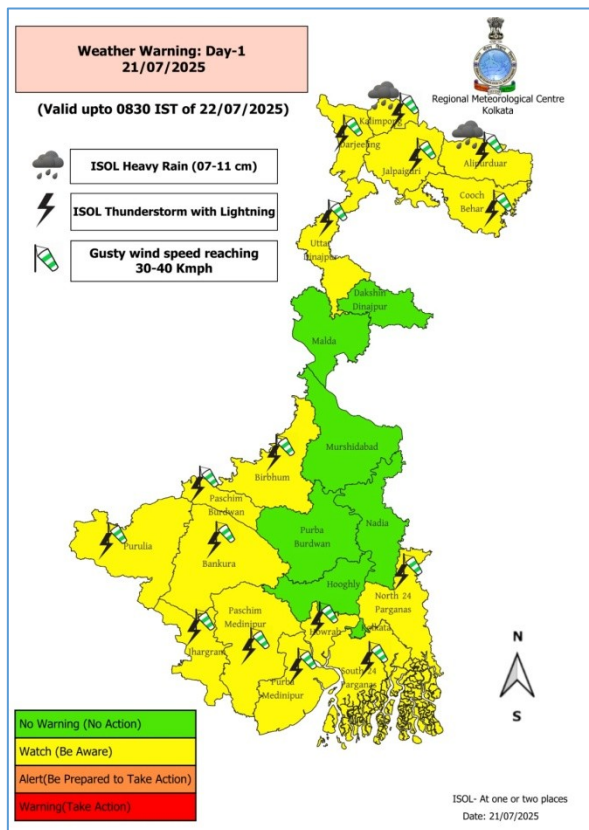 Weather Warning: Day-1
21/07/2025
(Valid upto 0830 IST of 22/07/2025)
Regional Meteorological Centre
Kolkata
ISOL Heavy Rain (07-11 cm)
ISOL Thunderstorm with Lightning
Gusty wind speed reaching
30-40 Kmph
Kalimpong
Darjeeling
Jalpaiguri
Alipurduar
Cooch
Behar
Uttar
Dinajpur
Dakshin
Dinajpur
Malda
Murshidabad
Birbhum
Paschim
Burdwan
Purulia
Bankura
Purba
Burdwan
Nadia
Hooghly
North 24
Parganas
Paschim
Medinipur
Jhargram
Howrah
Kolkata
Purba
Medinipur
South 24
Parganas
N
S
No Warning (No Action)
Watch (Be Aware)
Alert(Be Prepared to Take Action)
Warning(Take Action)
ISOL- At one or two places
Date: 21/07/2025